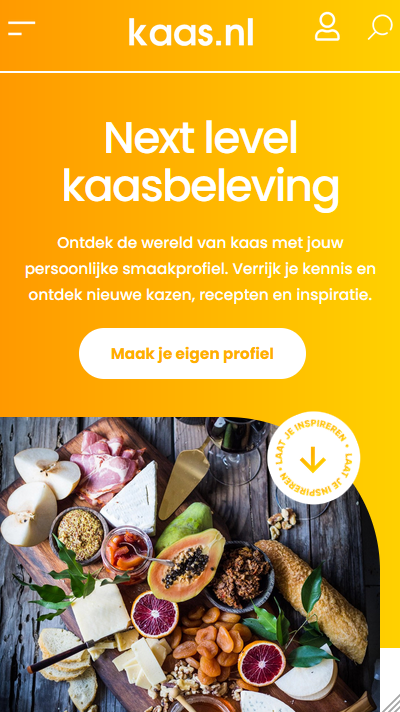 kaas.nl
Next level
kaasbeleving
Ontdek de wereld van kaas met jouw
persoonlijke smaakprofiel. Verrijk je kennis en
ontdek nieuwe kazen, recepten en inspiratie.
Maak je eigen profiel
LAAT JE INSPIREREN • LAAT JE INSPIREREN •